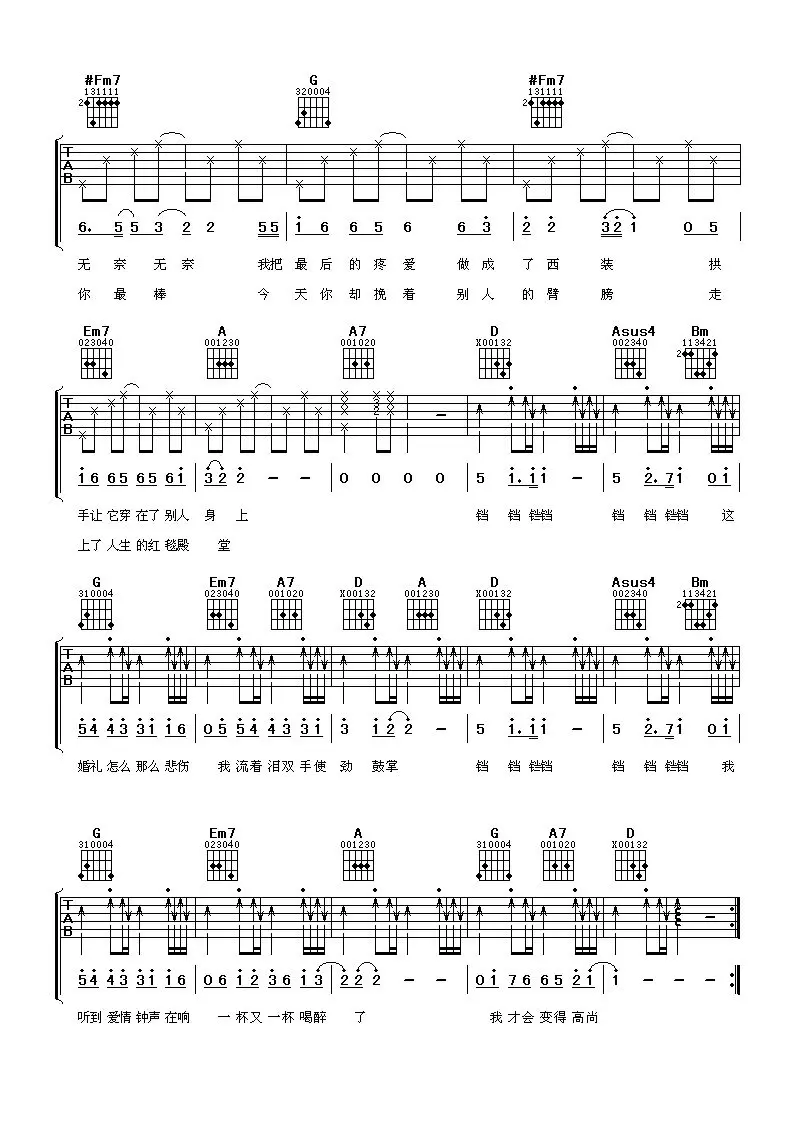 #Fm7 G #Fm7
131111 320004 131111
2 2
T
A
B
6. 5 5 3 2 2 5 5 1 6 6 5 6 6 3 2 2 3 2 1 0 5
无 奈 无 奈 我把 最 后 的 疼 爱 做 成 了 西 装 拱
你 最 棒 今 天 你 却 挽 着 别 人 的 臂 膀 走
Em7 A A7 D Asus4 Bm
023040 001230 001020 X00132 002340 113421
2
T
A
B
1 6 6 5 6 5 6 1 3 2 2 - - 0 0 0 0 5 1. 1 1 - 5 2. 7 1 0 1
手让 它穿 在了 别人 身 上 铛 铛 铛铛 铛 铛 铛铛 这
上了 人生 的红 毯殿 堂
G Em7 A7 D A D Asus4 Bm
310004 023040 001020 X00132 001230 X00132 002340 113421
2
T
A
B
5 4 4 3 3 1 1 6 0 5 5 4 4 3 3 1 3 1 2 2 - 5 1. 1 1 - 5 2. 7 1 0 1
婚礼 怎么 那么 悲伤 我 流着 泪双 手使 劲 鼓掌 铛 铛 铛铛 铛 铛 铛铛 我
G Em7 A G A7 D
310004 023040 001230 310004 001020 X00132
T
A
B
5 4 4 3 3 1 1 6 0 6 1 2 3 6 1 3 2 2 2 - - 0 1 7 6 6 5 2 1 1 - - -
听到 爱情 钟声 在响 一杯 又 一杯 喝醉 了 我 才会 变得 高尚